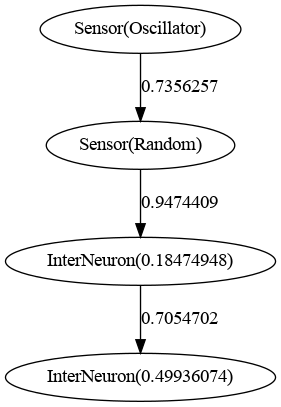 Sensor(Oscillator)
0.7356257
Sensor(Random)
0.9474409
InterNeuron(0.18474948)
0.7054702
InterNeuron(0.49936074)